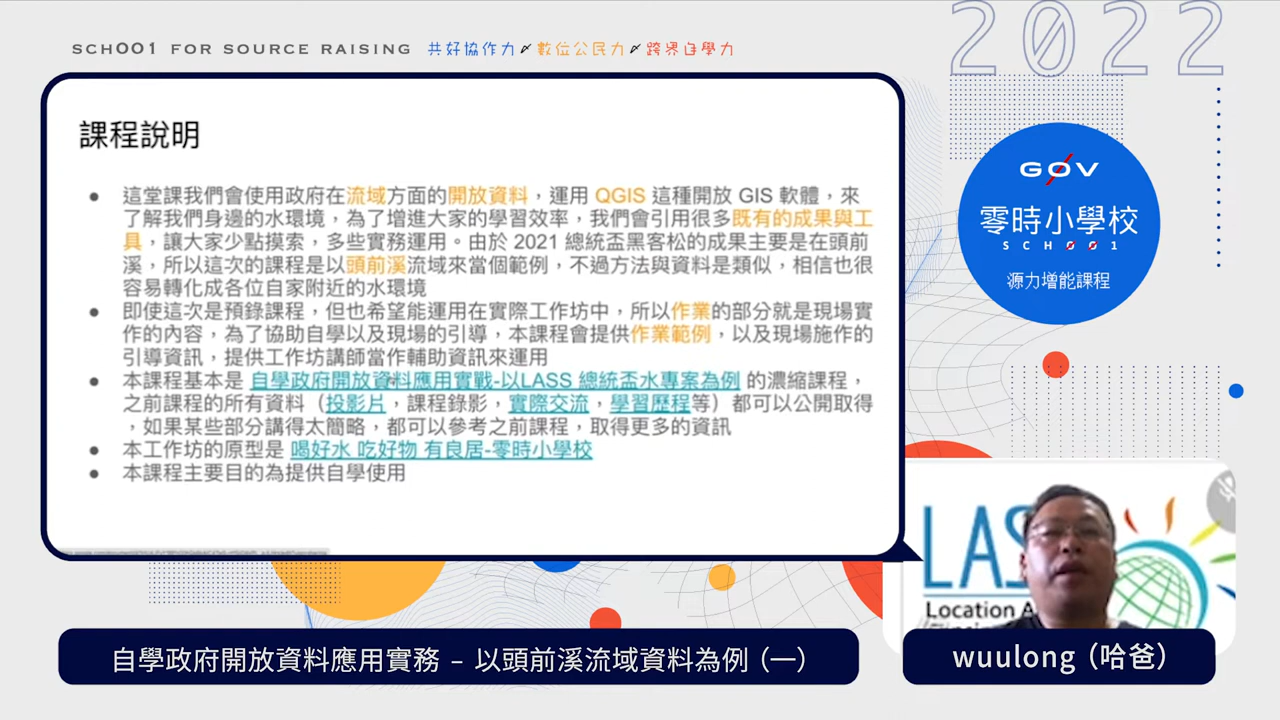 SCH001 FOR SOURCE RAISING 共好協作力 數位公民力 跨界自學力
2022
課程說明
● 這堂課我們會使用政府在流域方面的開放資料，運用 QGIS 這種開放 GIS 軟體，來
了解我們身邊的水環境，為了增進大家的學習效率，我們會引用很多既有的成果與工
具，讓大家少點摸索，多些實務運用。由於 2021 總統盃黑客松的成果主要是在頭前
溪，所以這次的課程是以頭前溪流域來當個範例，不過方法與資料是類似，相信也很
容易轉化成各位自家附近的水環境
● 即使這次是預錄課程，但也希望能運用在實際工作坊中，所以作業的部分就是現場實
作的內容，為了協助自學以及現場的引導，本課程會提供作業範例，以及現場施作的
引導資訊，提供工作坊講師當作輔助資訊來運用
● 本課程基本是 自學政府開放資料應用實戰-以LASS 總統盃水專案為例 的濃縮課程，
之前課程的所有資料（投影片，課程錄影，實際交流，學習歷程等）都可以公開取得
，如果某些部分講得太簡略，都可以參考之前課程，取得更多的資訊
● 本工作坊的原型是 喝好水 吃好物 有良居-零時小學校
● 本課程主要目的為提供自學使用
G0V
零時小學校
SCH001
源力增能課程
LAS
Location A
自學政府開放資料應用實務 – 以頭前溪流域資料為例（一）
wuulong（哈爸）